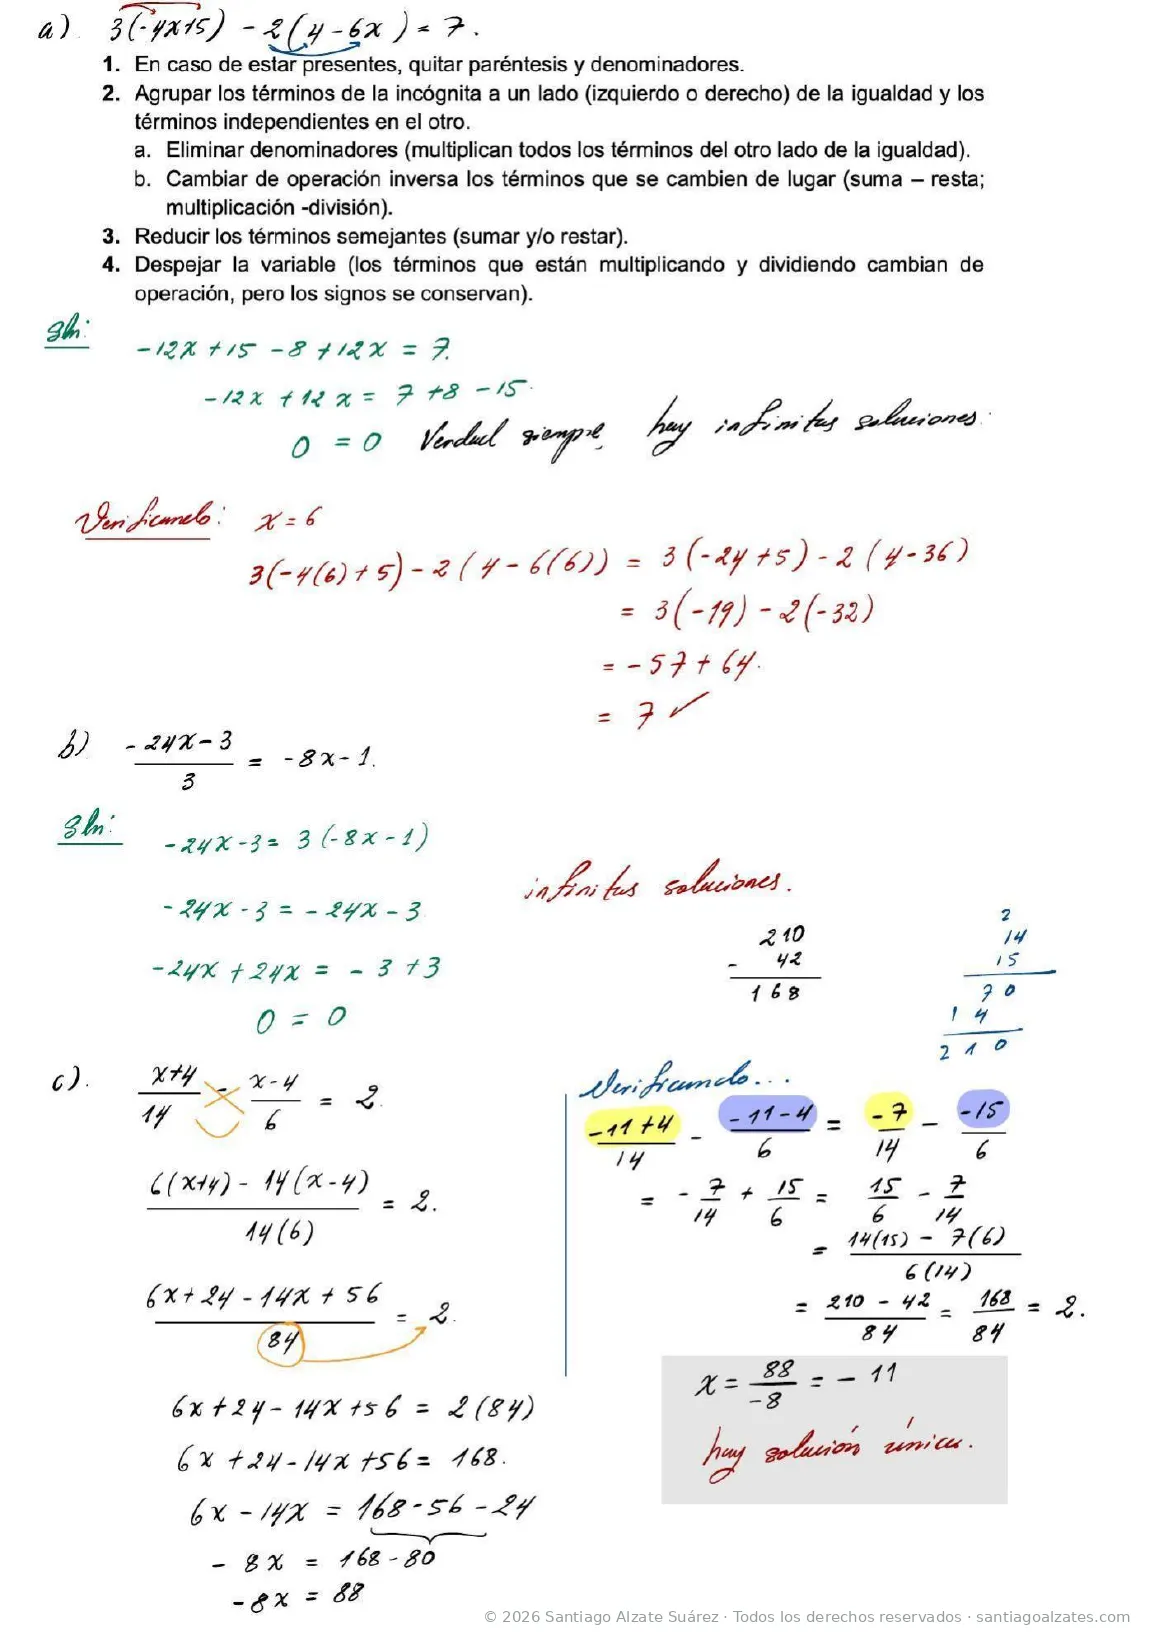 a) 3(-4x+5) - 2(4-6x) = 7.
1. En caso de estar presentes, quitar paréntesis y denominadores.
2. Agrupar los términos de la incógnita a un lado (izquierdo o derecho) de la igualdad y los
términos independientes en el otro.
a. Eliminar denominadores (multiplican todos los términos del otro lado de la igualdad).
b. Cambiar de operación inversa los términos que se cambien de lugar (suma – resta;
multiplicación -división).
3. Reducir los términos semejantes (sumar y/o restar).
4. Despejar la variable (los términos que están multiplicando y dividiendo cambian de
operación, pero los signos se conservan).
Sln:
-12x +15 -8 +12x = 7.
-12x + 12x = 7 +8 -15.
0 = 0 Verdad siempre, hay infinitas soluciones.
Verificando: x = 6
3(-4(6)+5) - 2(4-6(6)) = 3(-24+5) - 2(4-36)
= 3(-19) - 2(-32)
= -57 + 64.
= 7 ✓
b) (-24x-3)/3 = -8x-1.
Sln:
-24x-3 = 3(-8x-1)
infinitas soluciones.
-24x-3 = -24x-3
-24x + 24x = -3+3
0 = 0
210
- 42
168
2
14
15
70
14
210
c). (x+4)/14 - (x-4)/6 = 2.
(6(x+4) - 14(x-4))/(14(6)) = 2.
(6x+24-14x+56)/84 = 2.
6x+24-14x+56 = 2(84)
6x+24-14x+56 = 168.
6x-14x = 168-56-24
-8x = 168-80
-8x = 88
Verificando...
(-11+4)/14 - (-11-4)/6 = -7/14 - -15/6
= -7/14 + 15/6 = 15/6 - 7/14
= (14(15) - 7(6))/(6(14))
= (210-42)/84 = 168/84 = 2.
x = 88/-8 = -11
hay solución única.
© 2026 Santiago Alzate Suárez · Todos los derechos reservados · santiagoalzates.com